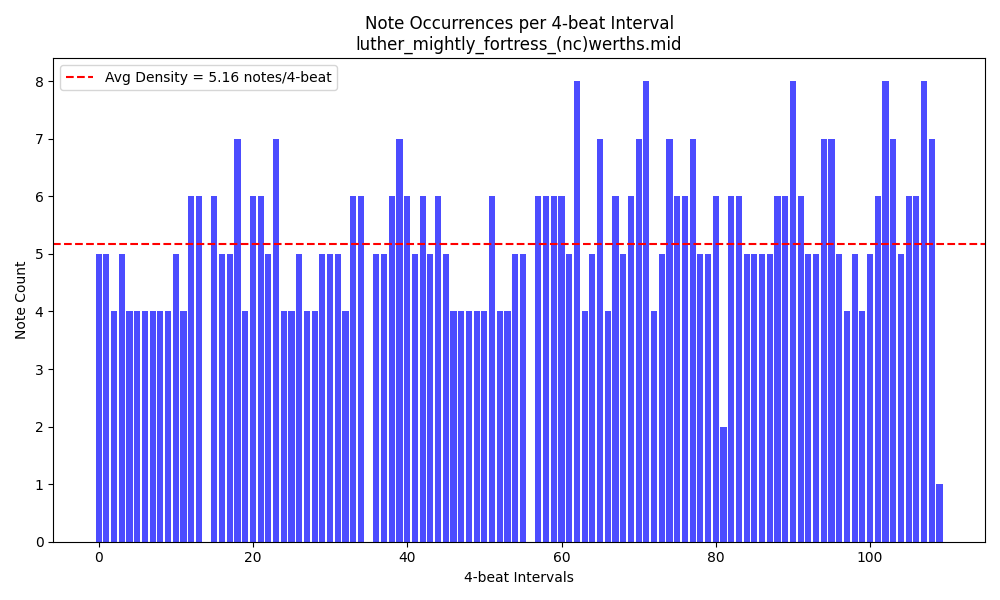 Note Occurrences per 4-beat Interval
luther_mightly_fortress_(nc)werths.mid
Avg Density = 5.16 notes/4-beat
8
7
6
5
4
3
2
1
0
Note Count
0 20 40 60 80 100
4-beat Intervals